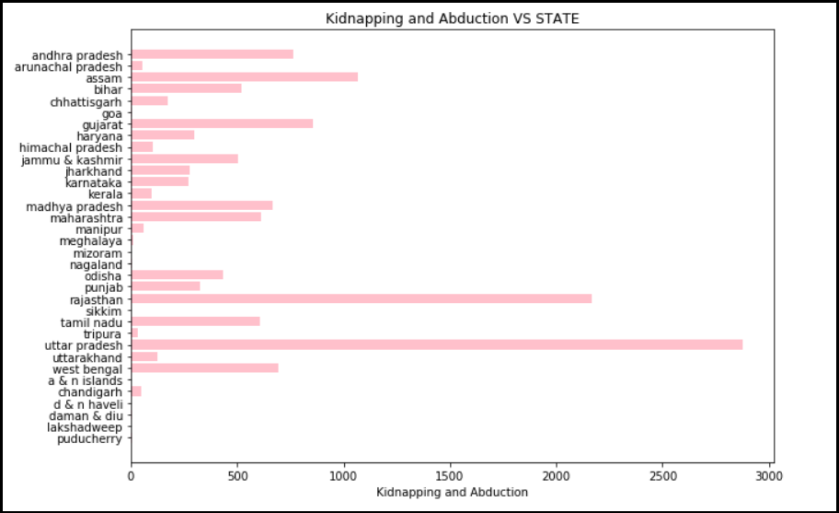 Kidnapping and Abduction VS STATE
andhra pradesh
arunachal pradesh
assam
bihar
chhattisgarh
goa
gujarat
haryana
himachal pradesh
jammu & kashmir
jharkhand
karnataka
kerala
madhya pradesh
maharashtra
manipur
meghalaya
mizoram
nagaland
odisha
punjab
rajasthan
sikkim
tamil nadu
tripura
uttar pradesh
uttarakhand
west bengal
a & n islands
chandigarh
d & n haveli
daman & diu
lakshadweep
puducherry
0 500 1000 1500 2000 2500 3000
Kidnapping and Abduction